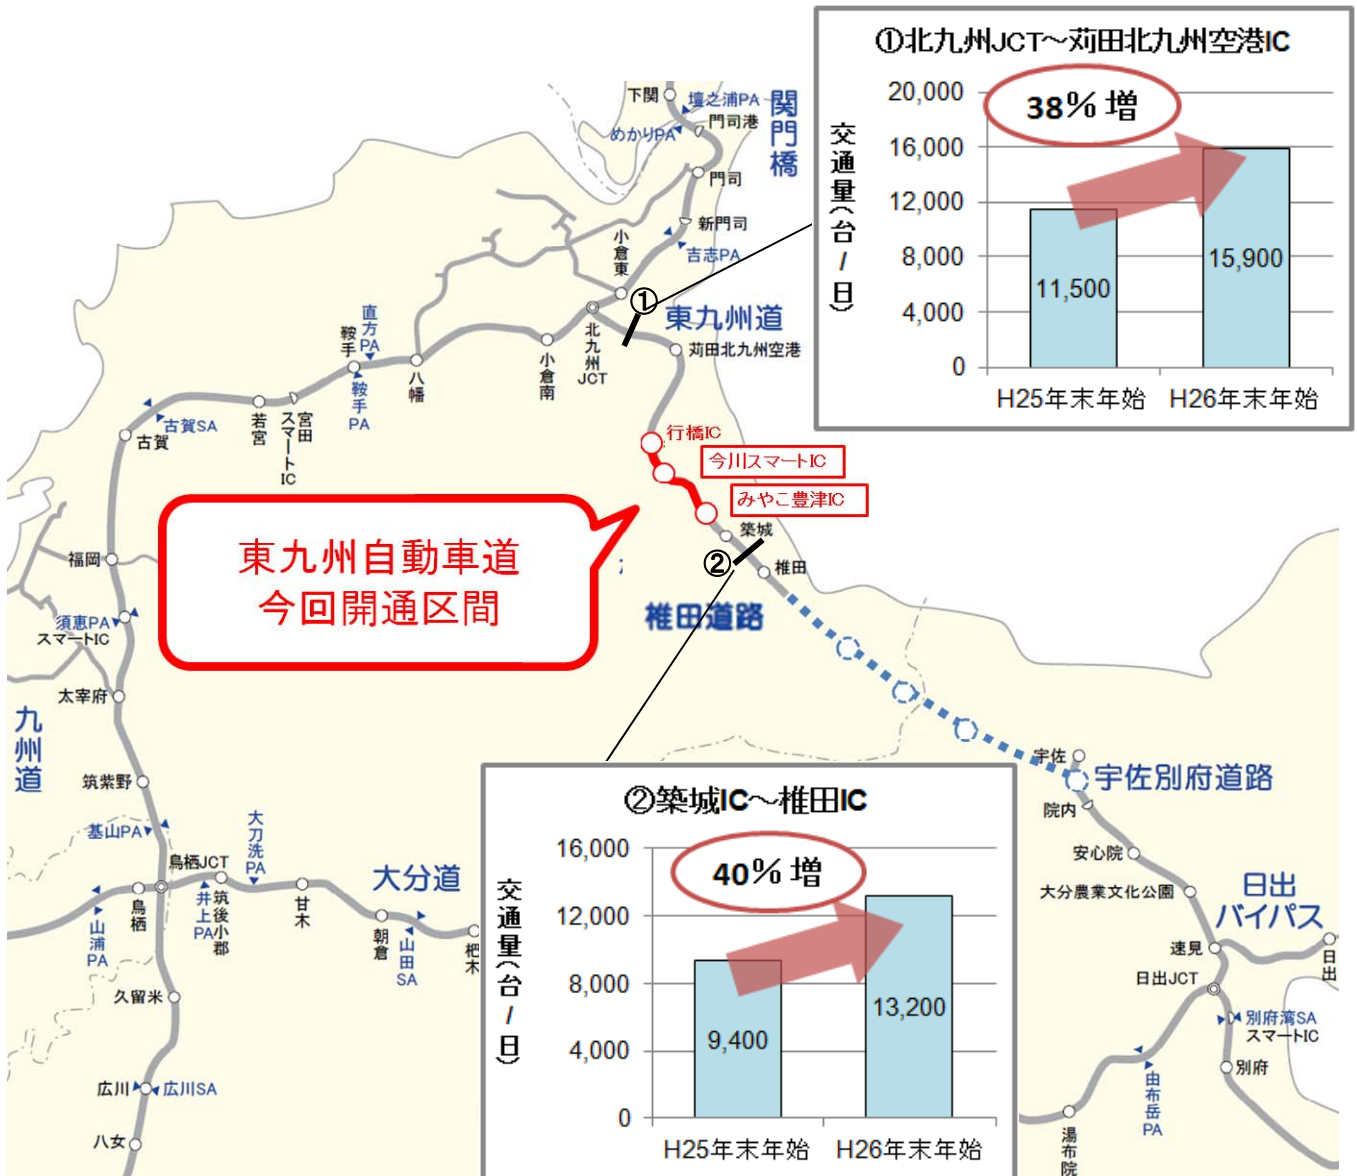 ①北九州JCT～苅田北九州空港IC
38％増
交通量(台/日)
20,000
16,000
12,000
8,000
4,000
0
11,500
15,900
H25年末年始
H26年末年始
下関
壇之浦PA
門司港
めかりPA
関門橋
門司
新門司
吉志PA
小倉東
①
東九州道
北九州JCT
苅田北九州空港
小倉南
八幡
直方PA
鞍手
鞍手PA
宮田スマートIC
若宮
古賀SA
古賀
行橋IC
今川スマートIC
みやこ豊津IC
築城
②
椎田
椎田道路
東九州自動車道
今回開通区間
福岡
須恵PA
スマートIC
太宰府
九州道
筑紫野
基山PA
鳥栖JCT
大刀洗PA
鳥栖
井上PA
筑後小郡
甘木
大分道
朝倉
山田SA
杷木
山浦PA
久留米
広川
広川SA
八女
宇佐
宇佐別府道路
院内
安心院
大分農業文化公園
日出
バイパス
速見
日出
日出JCT
別府湾SA
スマートIC
別府
由布岳PA
湯布院
②築城IC～椎田IC
40％増
交通量(台/日)
16,000
12,000
8,000
4,000
0
9,400
13,200
H25年末年始
H26年末年始